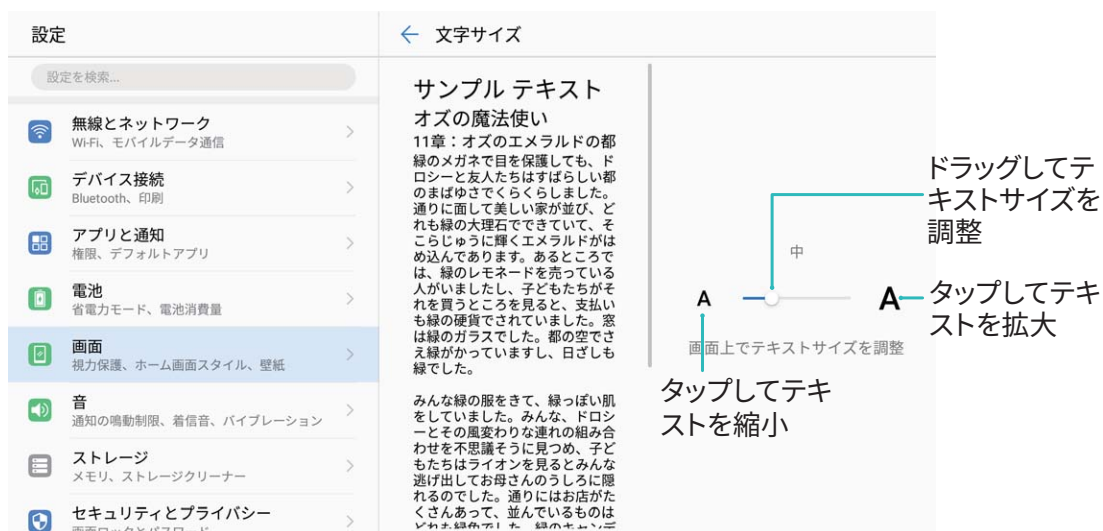 設定
設定を検索...
無線とネットワーク
Wi-Fi、モバイルデータ通信
デバイス接続
Bluetooth、印刷
アプリと通知
権限、デフォルトアプリ
電池
省電力モード、電池消費量
画面
視力保護、ホーム画面スタイル、壁紙
音
通知の鳴動制限、着信音、バイブレーション
ストレージ
メモリ、ストレージクリーナー
セキュリティとプライバシー
画面ロックとパスワード
文字サイズ
サンプル テキスト
オズの魔法使い
11章：オズのエメラルドの都
緑のメガネで目を保護しても、ド
ロシーと友人たちはすばらしい都
のまばゆさでくらくらしました。
通りに面して美しい家が並び、ど
れも緑の大理石でできていて、そ
こらじゅうに輝くエメラルドがは
め込んであります。あるところで
は、緑のレモネードを売っている
人がいましたし、子どもたちがそ
れを買うところを見ると、支払い
も緑の硬貨でされていました。窓
は緑のガラスでした。都の空でさ
え緑がかっていますし、日ざしも
緑でした。
みんな緑の服をきて、緑っぽい肌
をしていました。みんな、ドロシ
ーとその風変わりな連れの組み合
わせを不思議そうに見つめ、子ど
もたちはライオンを見るとみんな
逃げ出してお母さんのうしろに隠
れるのでした。通りにはお店がた
くさんあって、並んでいるものは
どれも緑色でした。緑のキャンデ
中
A
A
画面上でテキストサイズを調整
ドラッグしてテ
キストサイズを
調整
タップしてテキ
ストを拡大
タップしてテキ
ストを縮小